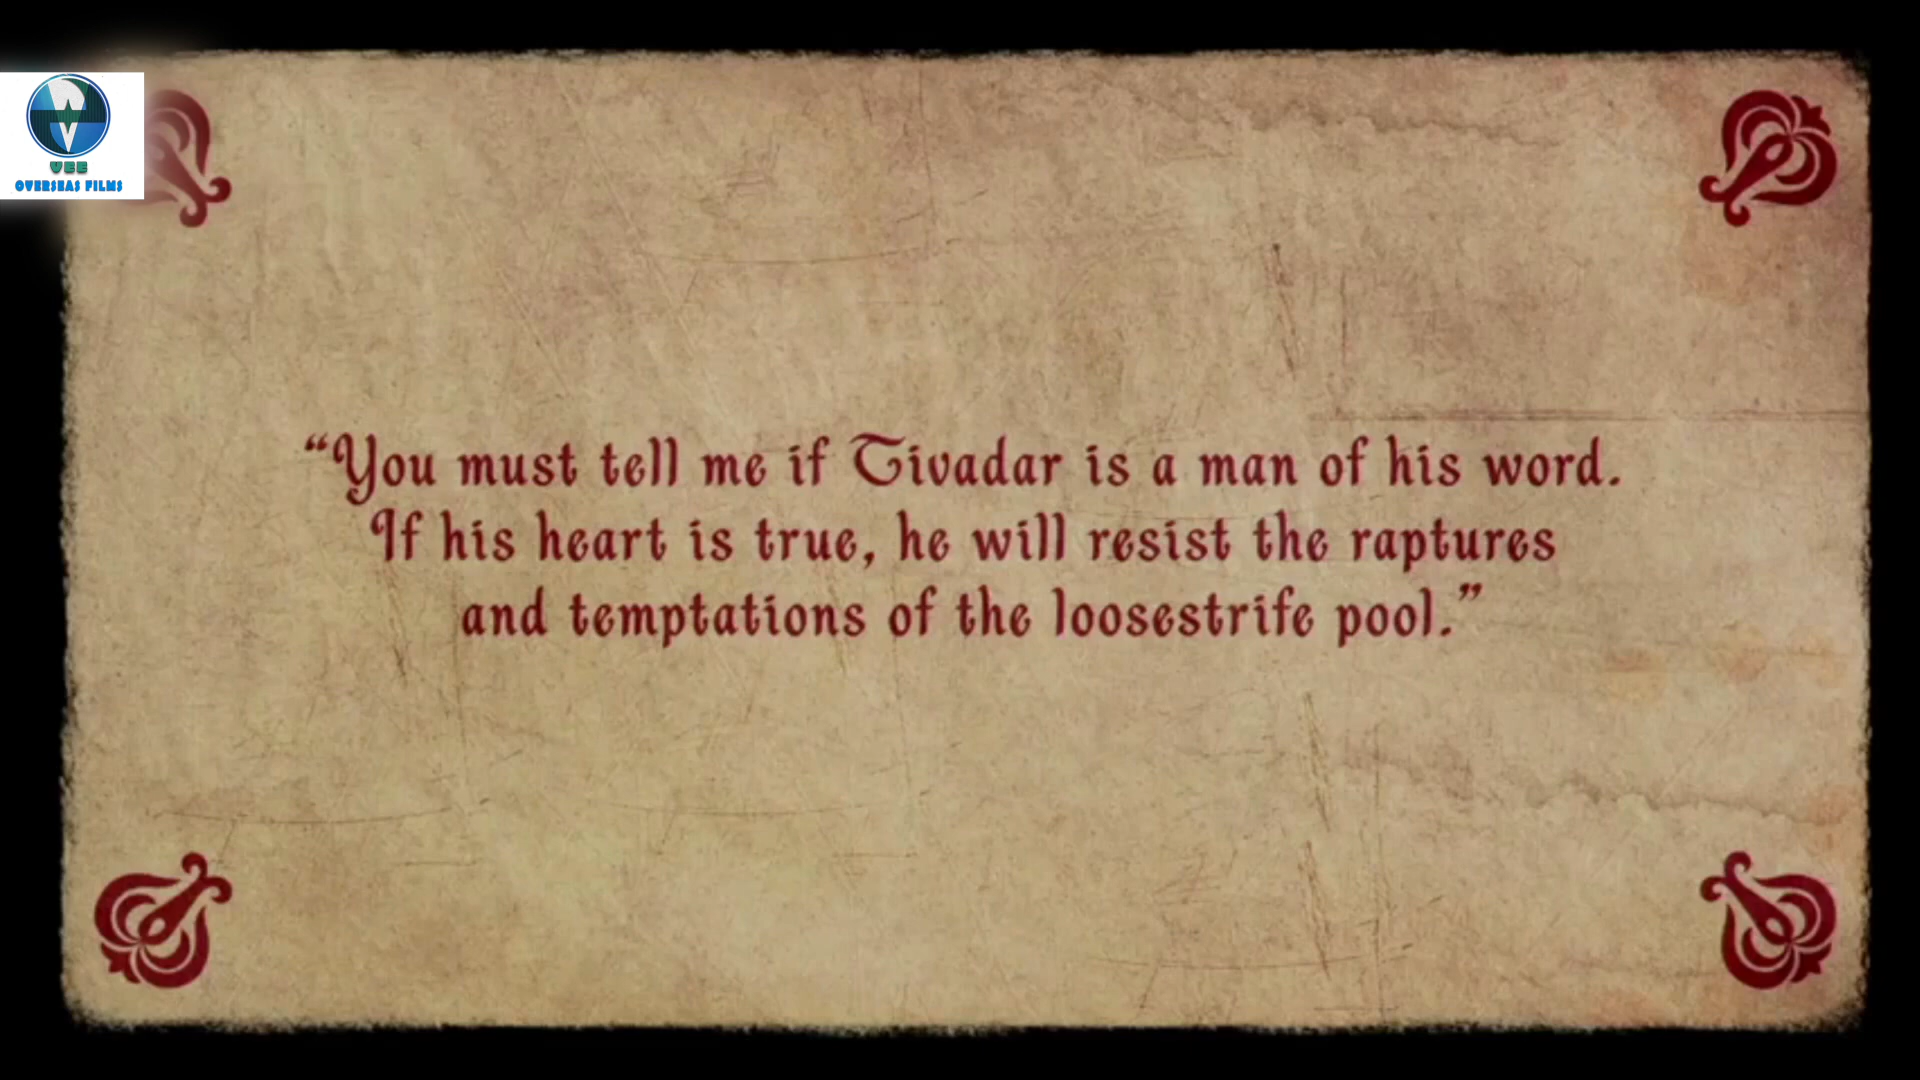 VEE
OVERSEAS FILMS
“You must tell me if Tivadar is a man of his word.
If his heart is true, he will resist the raptures
and temptations of the loosestrife pool.”